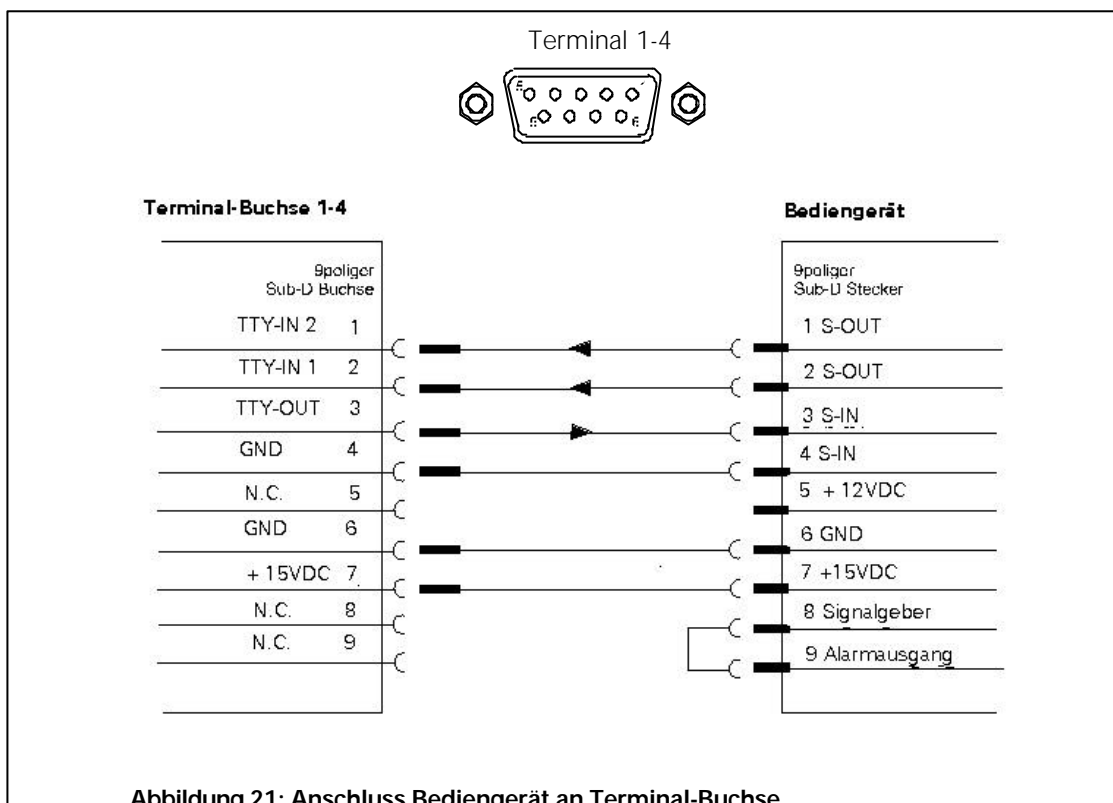 Terminal 1-4
5
9
6
Terminal-Buchse 1-4
9poliger
Sub-D Buchse
TTY-IN 2 1
TTY-IN 1 2
TTY-OUT 3
GND 4
N.C. 5
GND 6
+ 15VDC 7
N.C. 8
N.C. 9
Bediengerät
9poliger
Sub-D Stecker
1 S-OUT
2 S-OUT
3 S-IN
4 S-IN
5 + 12VDC
6 GND
7 +15VDC
8 Signalgeber
9 Alarmausgang
Abbildung 21: Anschluss Bediengerät an Terminal-Buchse